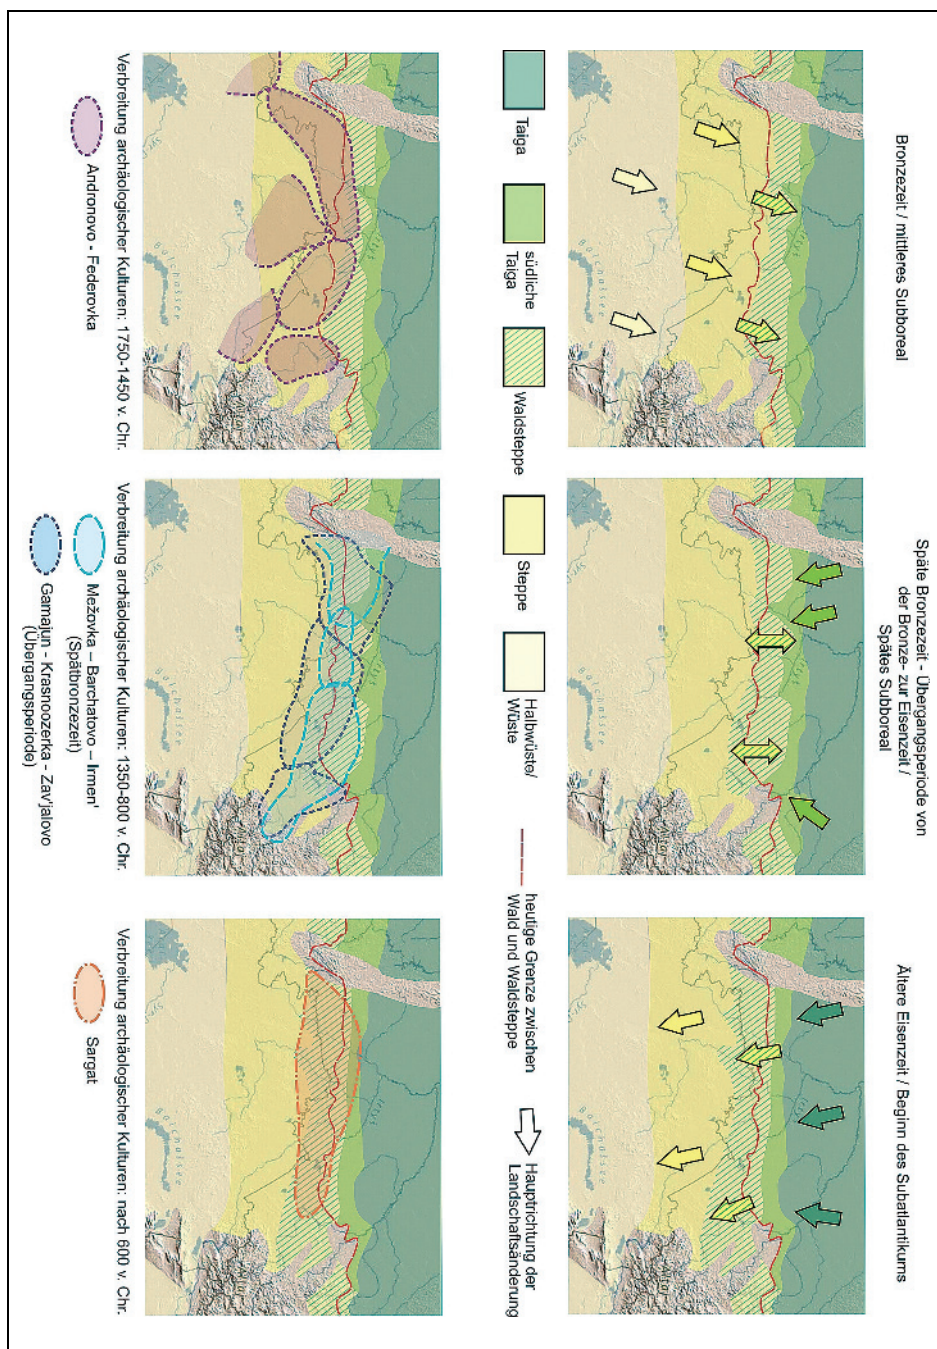 Bronzezeit / mittleres Subboreal
Späte Bronzezeit - Übergangsperiode von
der Bronze- zur Eisenzeit /
Spätes Subboreal
Ältere Eisenzeit / Beginn des Subatlantikums
Taiga
südliche
Taiga
Waldsteppe
Steppe
Halbwüste/
Wüste
heutige Grenze zwischen
Wald und Waldsteppe
Hauptrichtung der
Landschaftsänderung
Verbreitung archäologischer Kulturen: 1750-1450 v. Chr.
Andronovo - Federovka
Verbreitung archäologischer Kulturen: 1350-800 v. Chr.
Mežovka – Barchatovo – Irmen'
(Spätbronzezeit)
Gamajun - Krasnoozerka - Zav'jalovo
(Übergangsperiode)
Verbreitung archäologischer Kulturen: nach 600 v. Chr.
Sargat